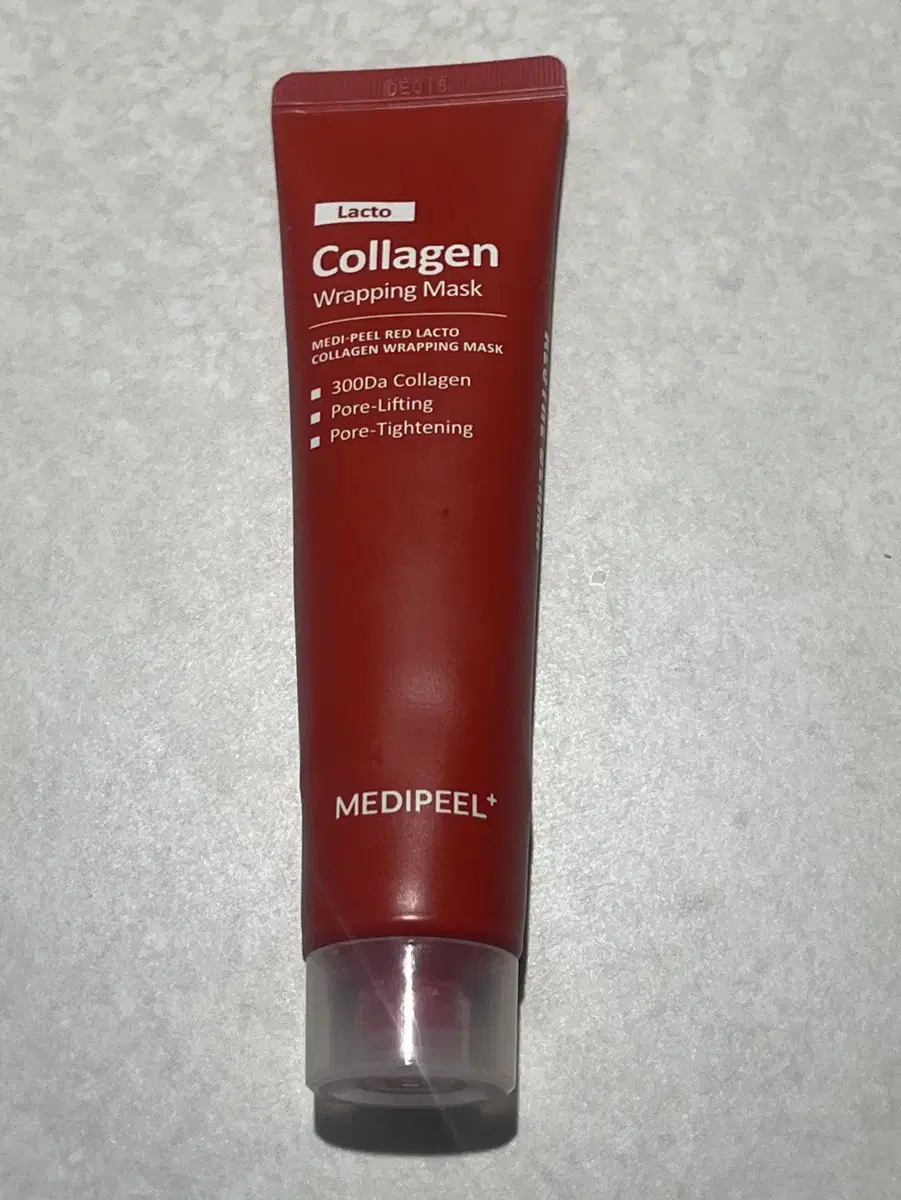 Lacto
Collagen
Wrapping Mask
MEDI-PEEL RED LACTO
COLLAGEN WRAPPING MASK
300Da Collagen
Pore-Lifting
Pore-Tightening
MEDIPEEL+